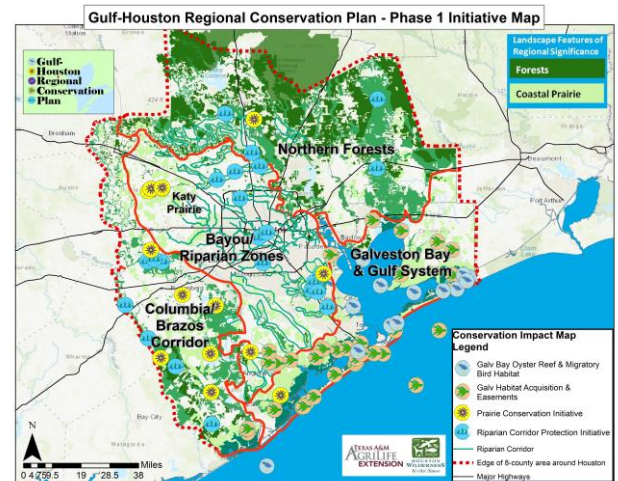 Gulf-Houston Regional Conservation Plan - Phase 1 Initiative Map
Gulf-
Houston
Regional
Conservation
Plan
Landscape Features of
Regional Significance
Forests
Coastal Prairie
Brenham
Beaumont
Port Arthur
Northern Forests
Katy
Prairie
Bayou/
Riparian Zones
Galveston Bay
& Gulf System
Columbia/
Brazos
Corridor
Wharton
Bay City
Conservation Impact Map
Legend
Galv Bay Oyster Reef & Migratory
Bird Habitat
Galv Habitat Acquisition &
Easements
Prairie Conservation Initiative
Riparian Corridor Protection Initiative
Riparian Corridor
Edge of 8-county area around Houston
Major Highways
N
Miles
0 4.75 9.5 19 28.5 38
TEXAS A&M
AGRILIFE
EXTENSION
HOUSTON
WILDERNESS